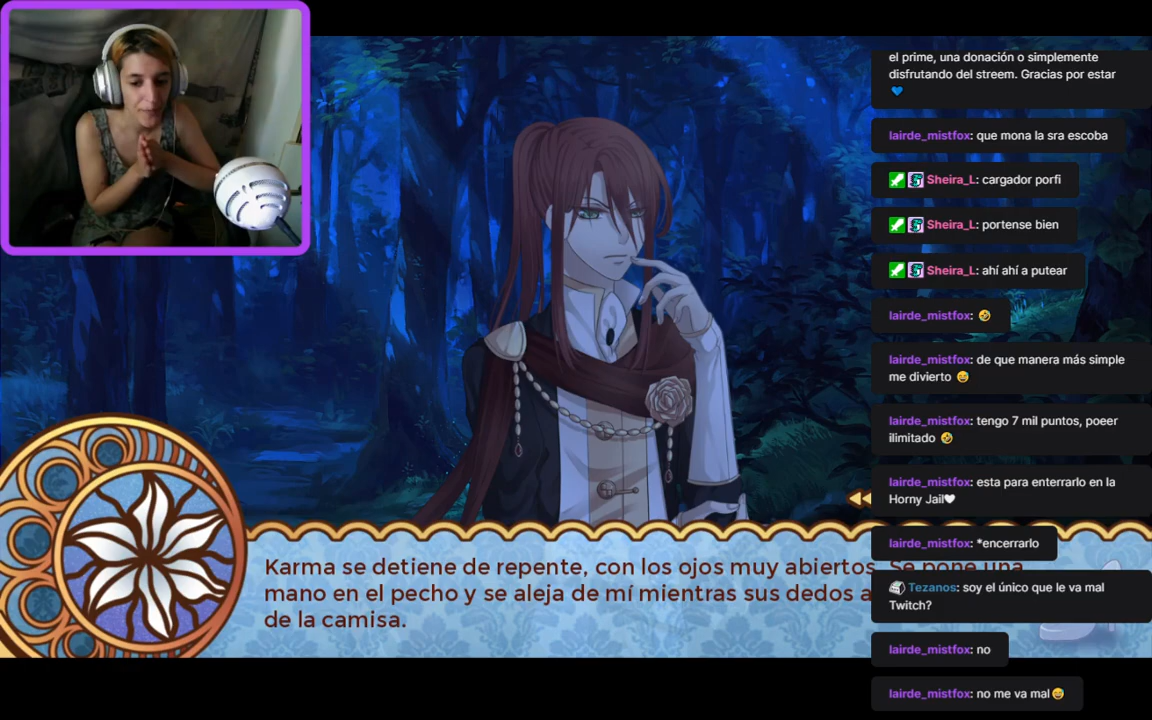 el prime, una donación o simplemente
disfrutando del streem. Gracias por estar
💙
lairde_mistfox: que mona la sra escoba
Sheira_L: cargador porfi
Sheira_L: portense bien
Sheira_L: ahí ahí a putear
lairde_mistfox: 🤣
lairde_mistfox: de que manera más simple
me divierto 😅
lairde_mistfox: tengo 7 mil puntos, poeer
ilimitado 🤣
lairde_mistfox: esta para enterrarlo en la
Horny Jail🤍
lairde_mistfox: *encerrarlo
Tezanos: soy el único que le va mal
Twitch?
lairde_mistfox: no
lairde_mistfox: no me va mal😅
Karma se detiene de repente, con los ojos muy abiertos. Se pone una
mano en el pecho y se aleja de mí mientras sus dedos
de la camisa.